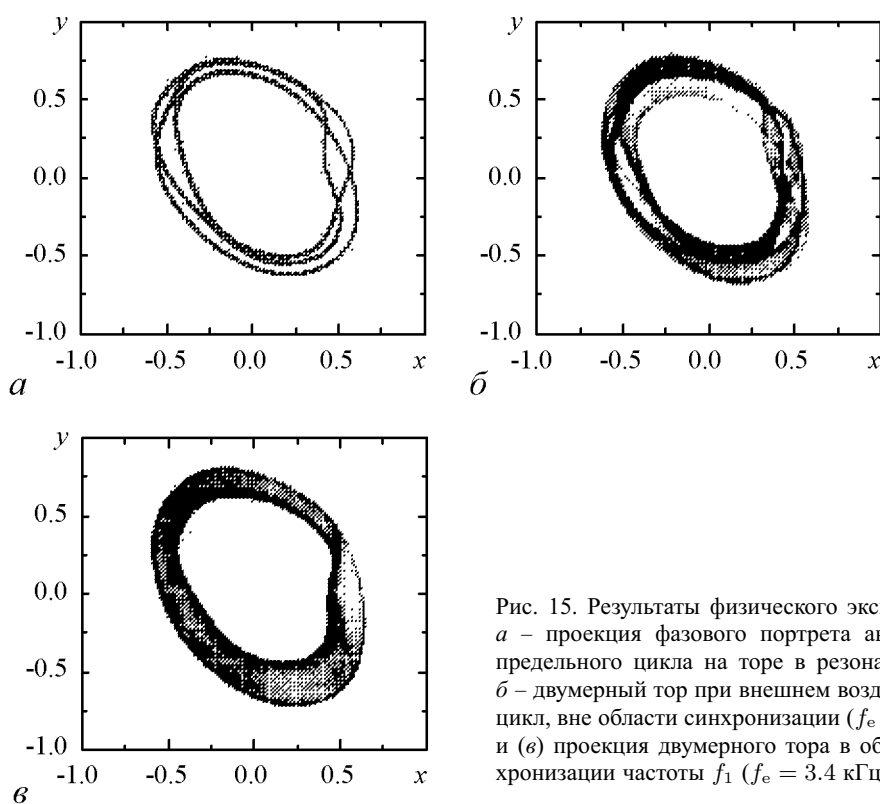 y
y
0.5
0.5
0.0
0.0
-0.5
-0.5
-1.0
-1.0
-1.0 -0.5 0.0 0.5 x
-1.0 -0.5 0.0 0.5 x
а
б
y
0.5
0.0
-0.5
-1.0
-1.0 -0.5 0.0 0.5 x
в
Рис. 15. Результаты физического экс
а – проекция фазового портрета ав
предельного цикла на торе в резона
б – двумерный тор при внешнем возд
цикл, вне области синхронизации (fe
и (в) проекция двумерного тора в об
хронизации частоты f1 (fe = 3.4 кГц